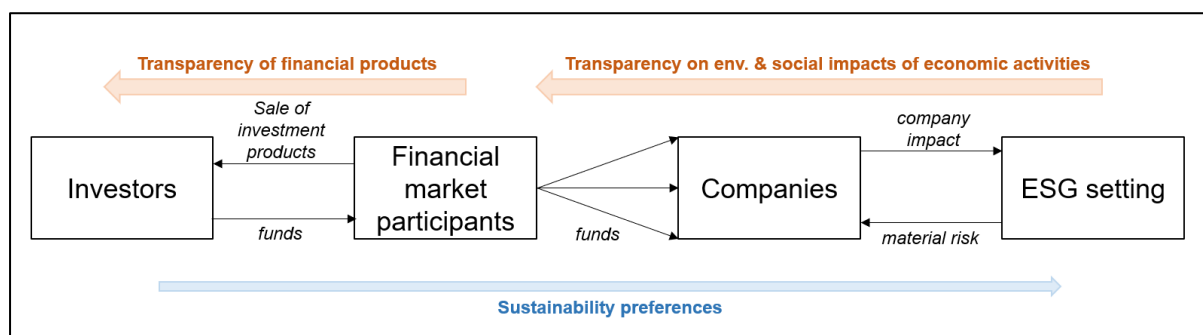 Transparency of financial products
Transparency on env. & social impacts of economic activities
Sale of
investment
products
company
impact
Investors
Financial
market
participants
Companies
ESG setting
funds
funds
material risk
Sustainability preferences